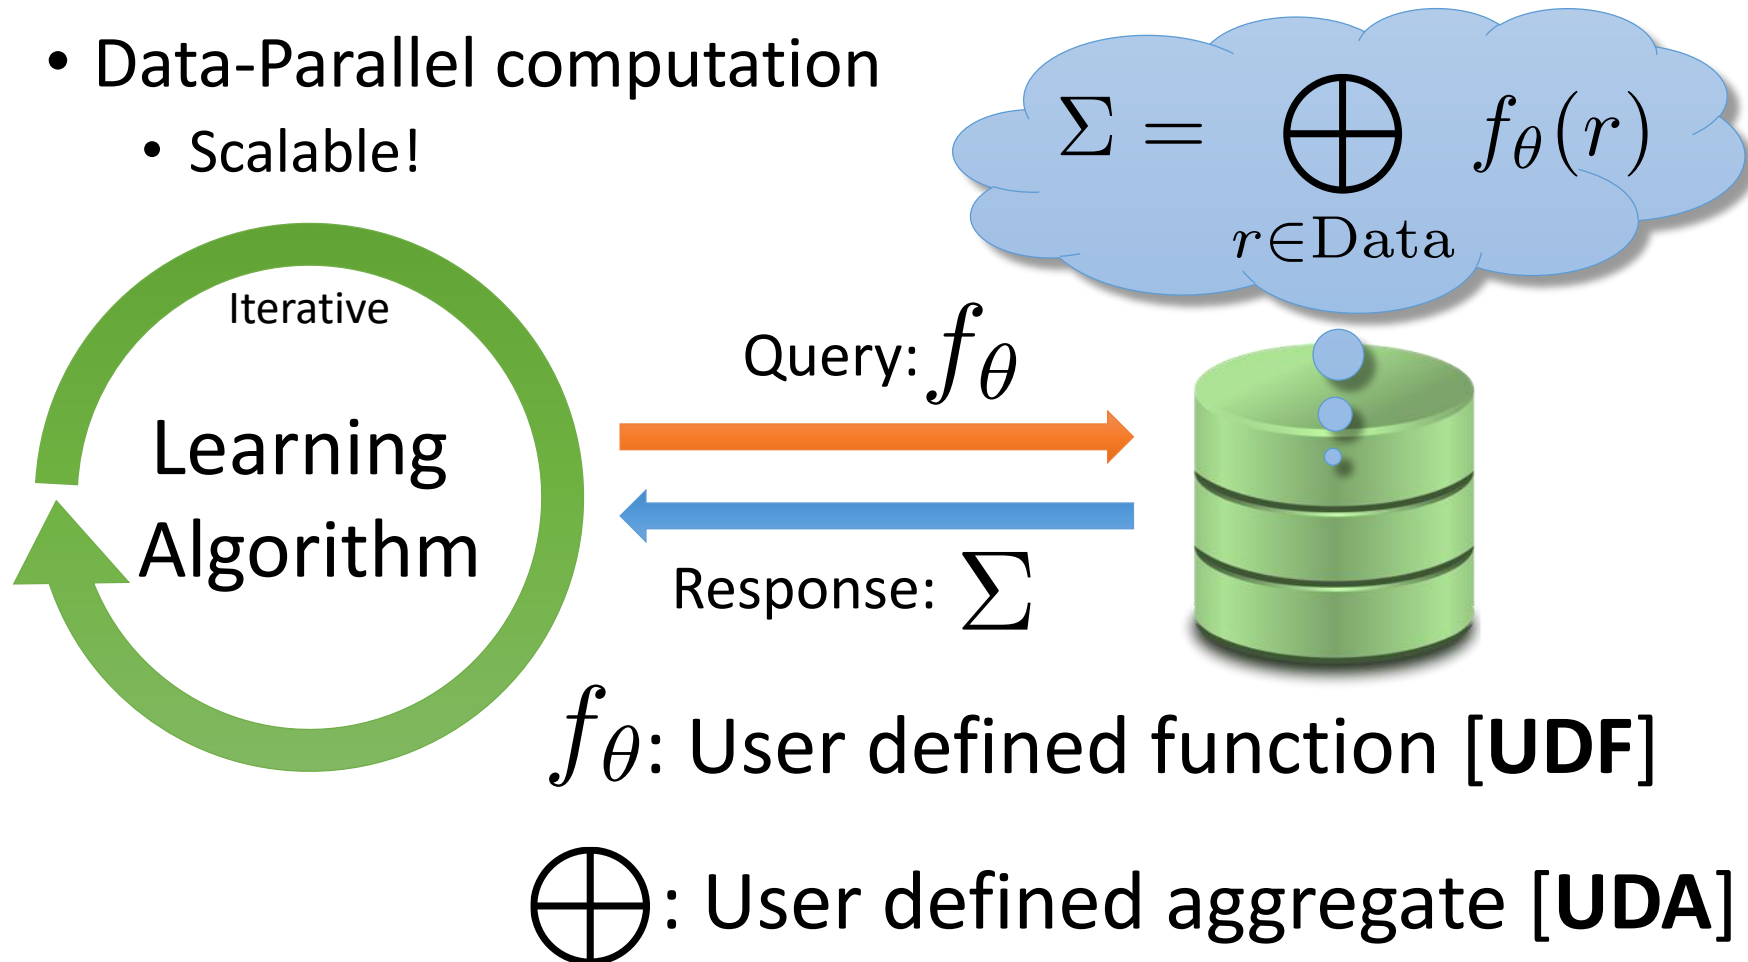 • Data-Parallel computation
• Scalable!
Σ = ⊕ f_θ(r)
r∈Data
Iterative
Learning
Algorithm
Query: f_θ
Response: Σ
f_θ: User defined function [UDF]
⊕: User defined aggregate [UDA]